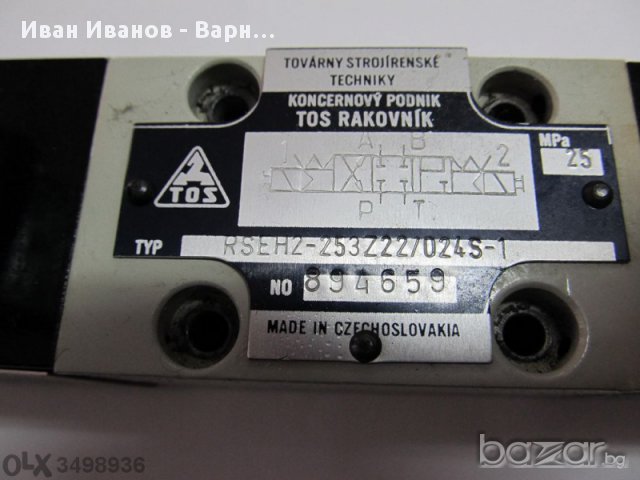 Иван Иванов - Варн...
TOVÁRNY STROJÍRENSKÉ
TECHNIKY
KONCERNOVÝ PODNIK
TOS RAKOVNÍK
MPa
25
1 A B 2
P T
TOS
TYP RSEH2-253Z22/024S-1
NO 894659
MADE IN CZECHOSLOVAKIA
OLX 3498936
bazar.bg